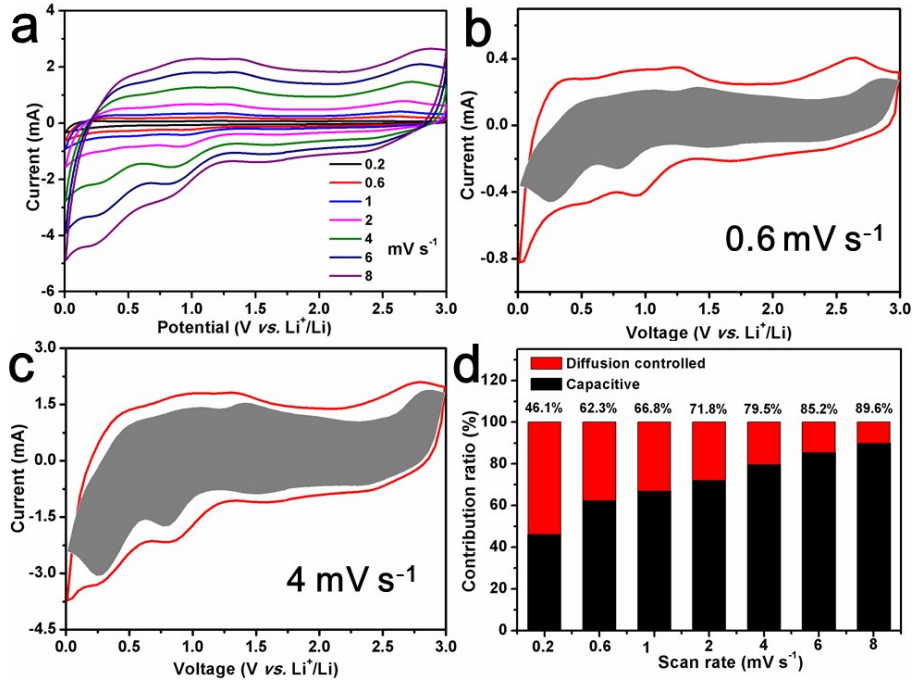 a
4
2
0
-2
-4
-6
Current (mA)
0.0 0.5 1.0 1.5 2.0 2.5 3.0
Potential (V vs. Li⁺/Li)
0.2
0.6
1
2
4
6
8
mV s⁻¹
b
0.4
0.0
-0.4
-0.8
Current (mA)
0.0 0.5 1.0 1.5 2.0 2.5 3.0
Voltage (V vs. Li⁺/Li)
0.6 mV s⁻¹
c
3.0
1.5
0.0
-1.5
-3.0
-4.5
Current (mA)
0.0 0.5 1.0 1.5 2.0 2.5 3.0
Voltage (V vs. Li⁺/Li)
4 mV s⁻¹
d
Diffusion controlled
Capacitive
46.1% 62.3% 66.8% 71.8% 79.5% 85.2% 89.6%
120
100
80
60
40
20
0
Contribution ratio (%)
0.2 0.6 1 2 4 6 8
Scan rate (mV s⁻¹)